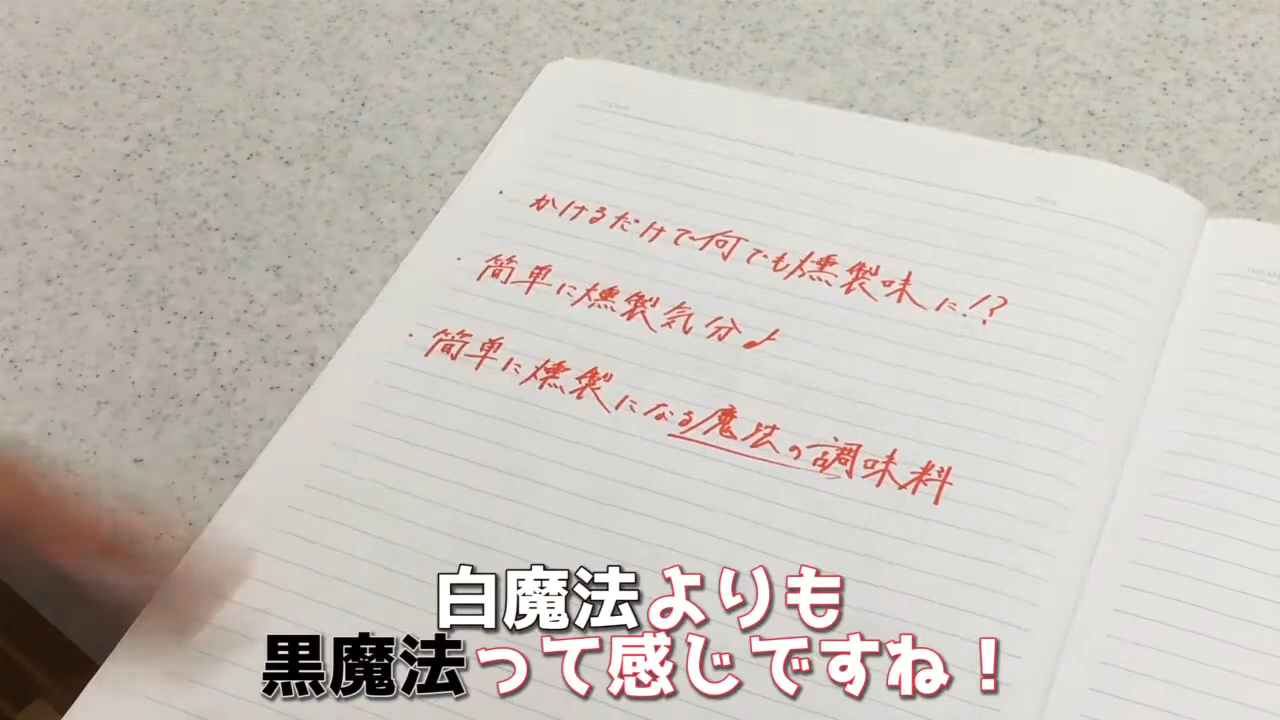 ・かけるだけで何でも燻製味に!?
・簡単に燻製気分♪
・簡単に燻製になる魔法の調味料
白魔法よりも
黒魔法って感じですね！